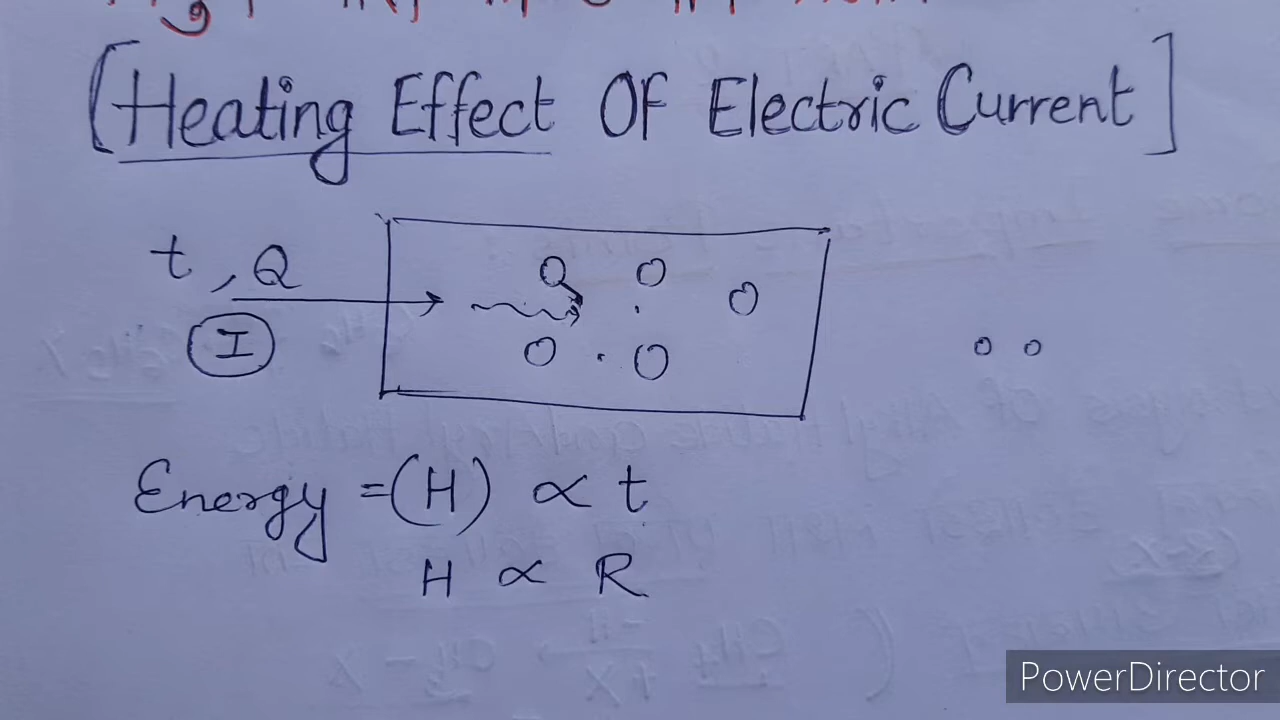 [Heating Effect OF Electric Current]
t, Q
I
Energy = (H) ∝ t
H ∝ R
PowerDirector